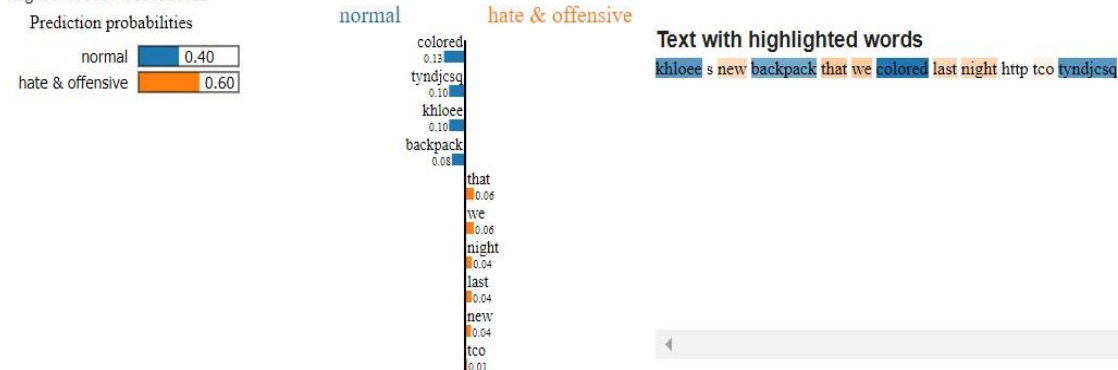 Prediction probabilities
normal 0.40
hate & offensive 0.60
normal hate & offensive
colored
0.13
tyndjcsq
0.10
khloee
0.10
backpack
0.08
that
0.06
we
0.06
night
0.04
last
0.04
new
0.04
tco
0.01
Text with highlighted words
khloee s new backpack that we colored last night http tco tyndjcsq